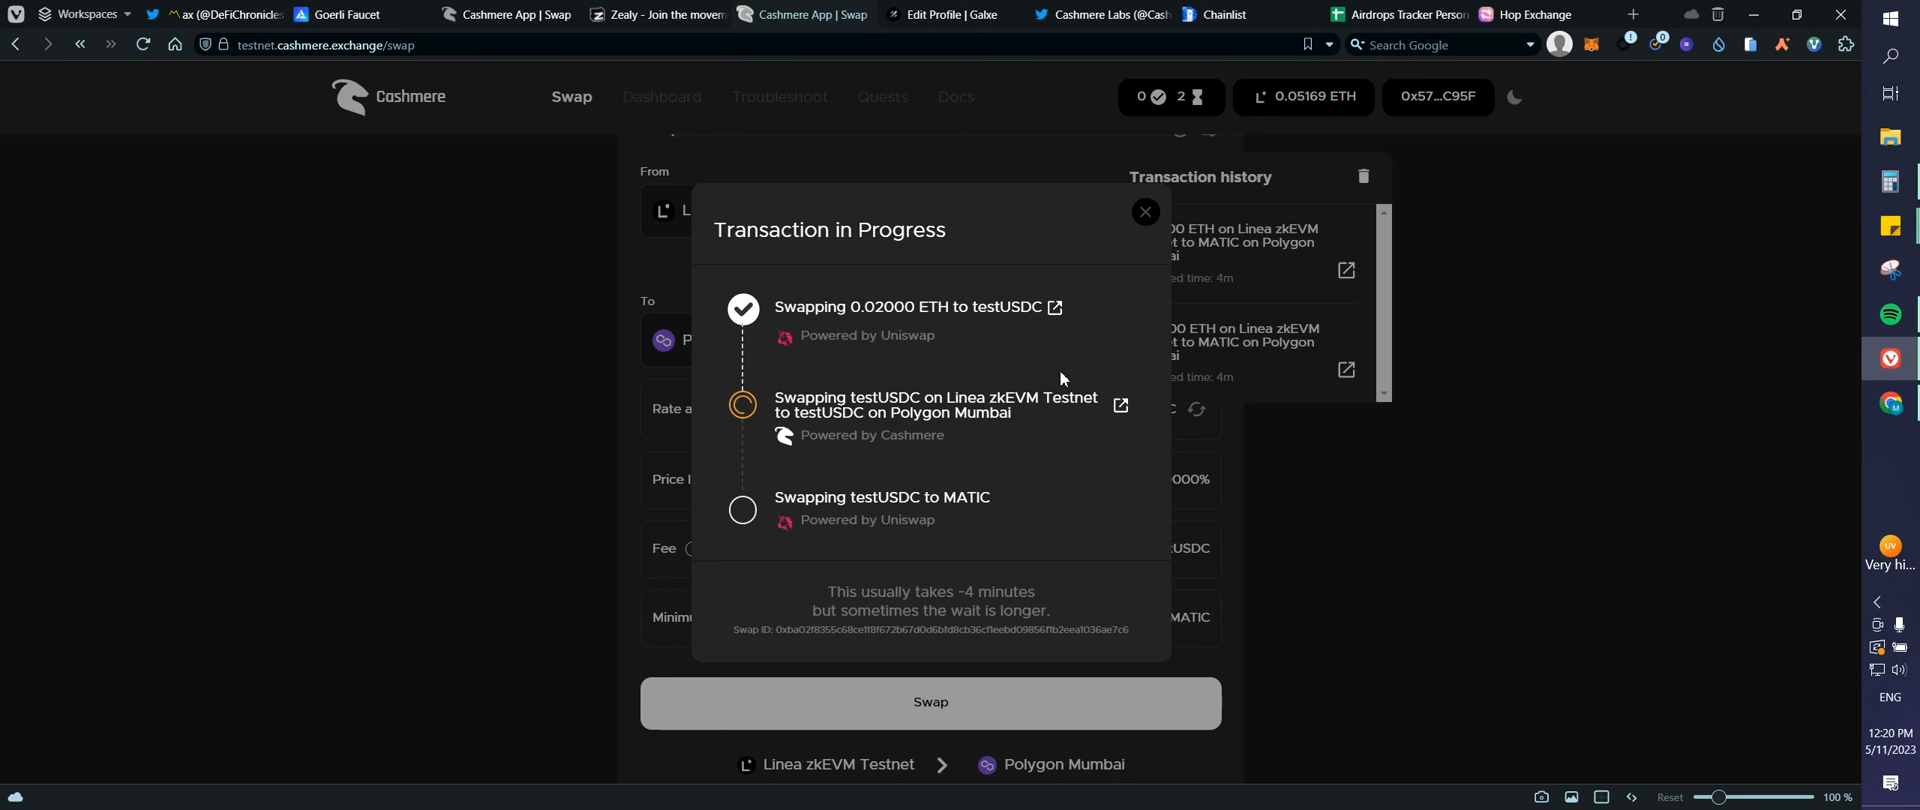 Workspaces
ax (@DeFiChronicle
Goerli Faucet
Cashmere App | Swap
Zealy - Join the movem
Cashmere App | Swap
Edit Profile | Galxe
Cashmere Labs (@Cash
Chainlist
Airdrops Tracker Person
Hop Exchange
testnet.cashmere.exchange/swap
Search Google
Cashmere
Swap
Dashboard
Troubleshoot
Quests
Docs
0
2
0.05169 ETH
0x57...C95F
From
L
To
P
Rate a
Price I
Fee
Minimu
Transaction history
00 ETH on Linea zkEVM
t to MATIC on Polygon
ai
ed time: 4m
00 ETH on Linea zkEVM
t to MATIC on Polygon
ai
ed time: 4m
C
000%
tUSDC
MATIC
Transaction in Progress
Swapping 0.02000 ETH to testUSDC
Powered by Uniswap
Swapping testUSDC on Linea zkEVM Testnet
to testUSDC on Polygon Mumbai
Powered by Cashmere
Swapping testUSDC to MATIC
Powered by Uniswap
This usually takes ~4 minutes
but sometimes the wait is longer.
Swap ID: 0xba02f8355c68ce1f8f672b67d0d6bfd8cb36cf1eebd09856f1b2eea1036ae7c6
Swap
Linea zkEVM Testnet
Polygon Mumbai
UV
Very hi...
ENG
12:20 PM
5/11/2023
Reset
100 %